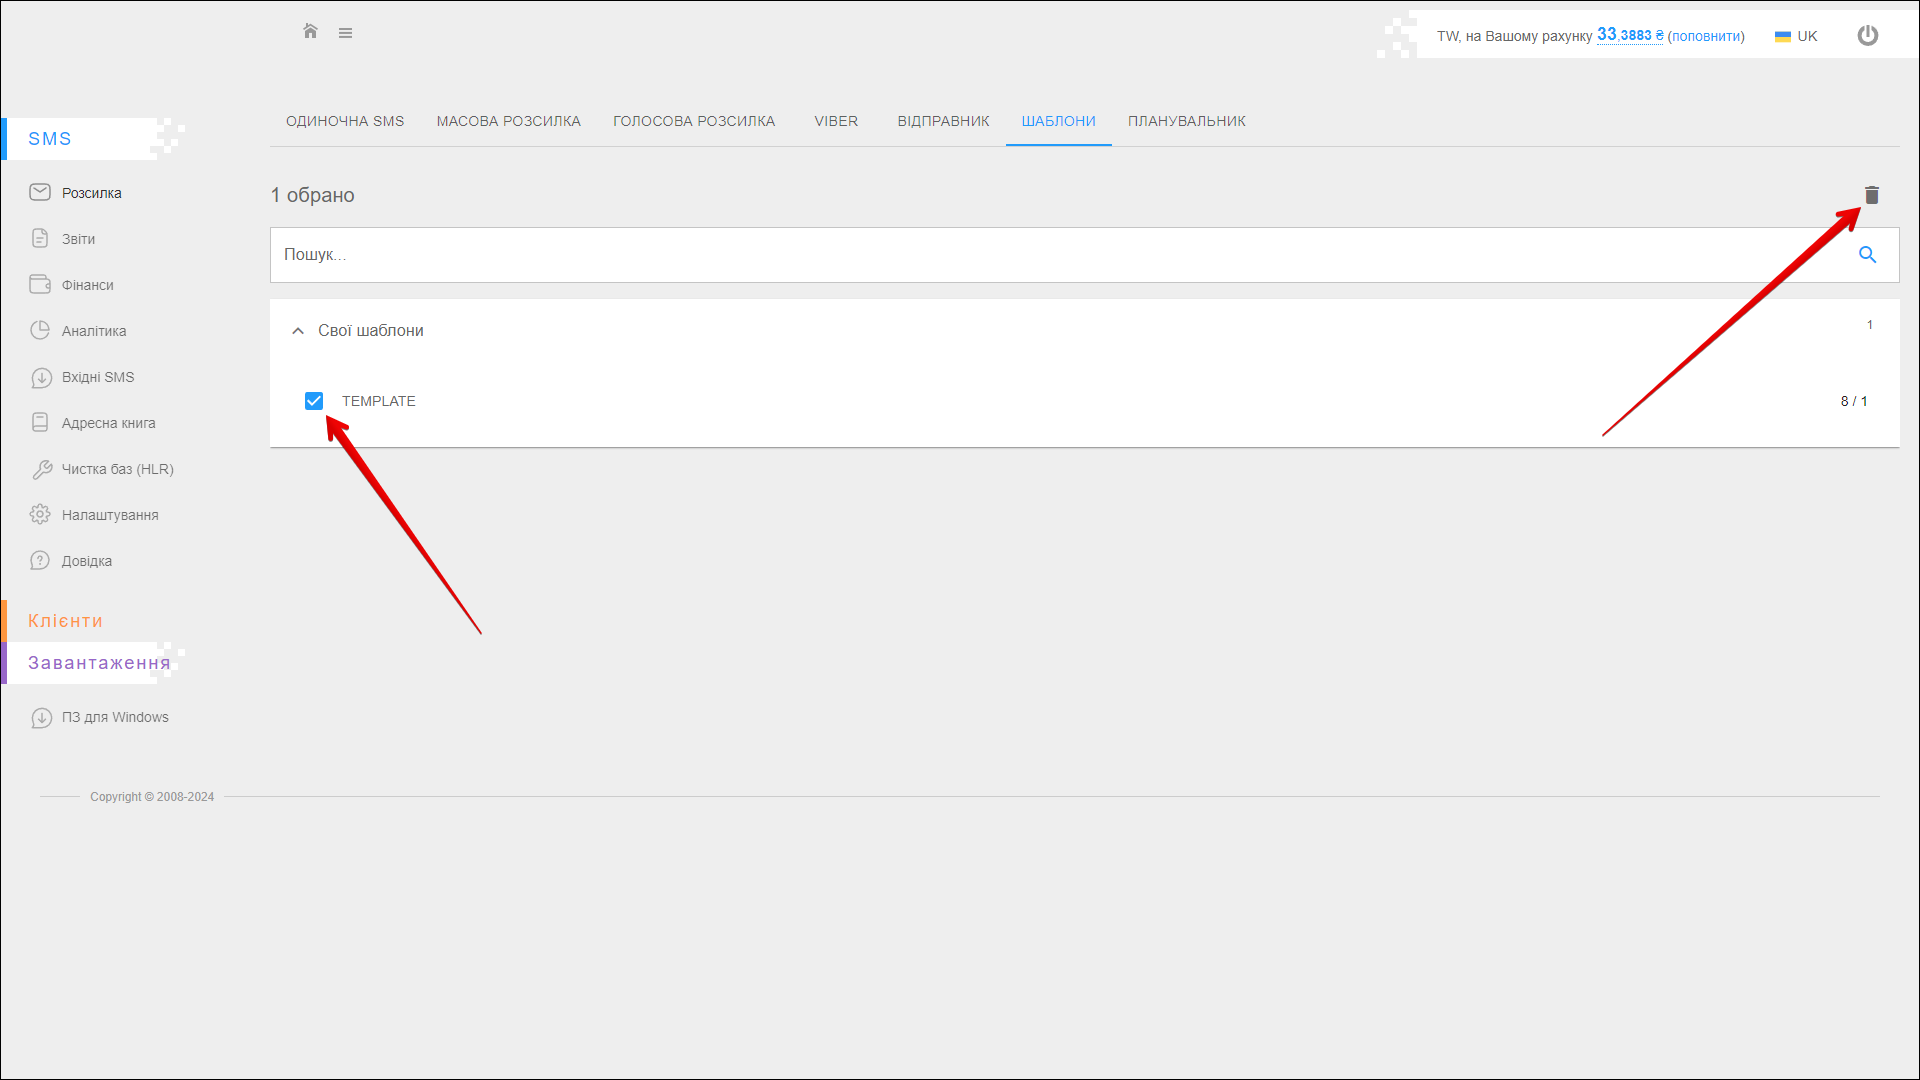 TW, на Вашому рахунку 33,3883 ₴ (поповнити) UK
ОДИНОЧНА SMS МАСОВА РОЗСИЛКА ГОЛОСОВА РОЗСИЛКА VIBER ВІДПРАВНИК ШАБЛОНИ ПЛАНУВАЛЬНИК
SMS
Розсилка
Звіти
Фінанси
Аналітика
Вхідні SMS
Адресна книга
Чистка баз (HLR)
Налаштування
Довідка
Клієнти
Завантаження
ПЗ для Windows
1 обрано
Пошук...
Свої шаблони 1
TEMPLATE 8 / 1
Copyright © 2008-2024